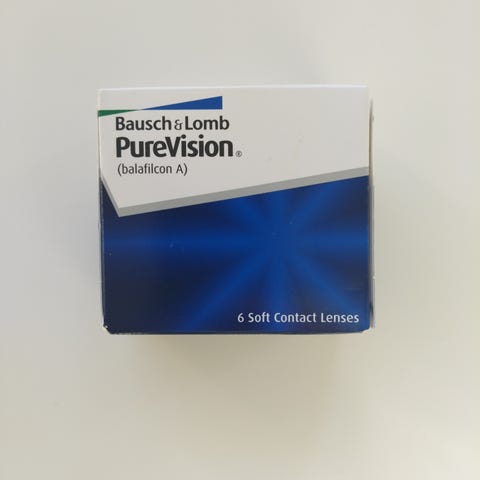 Bausch & Lomb
PureVision®
(balafilcon A)
6 Soft Contact Lenses